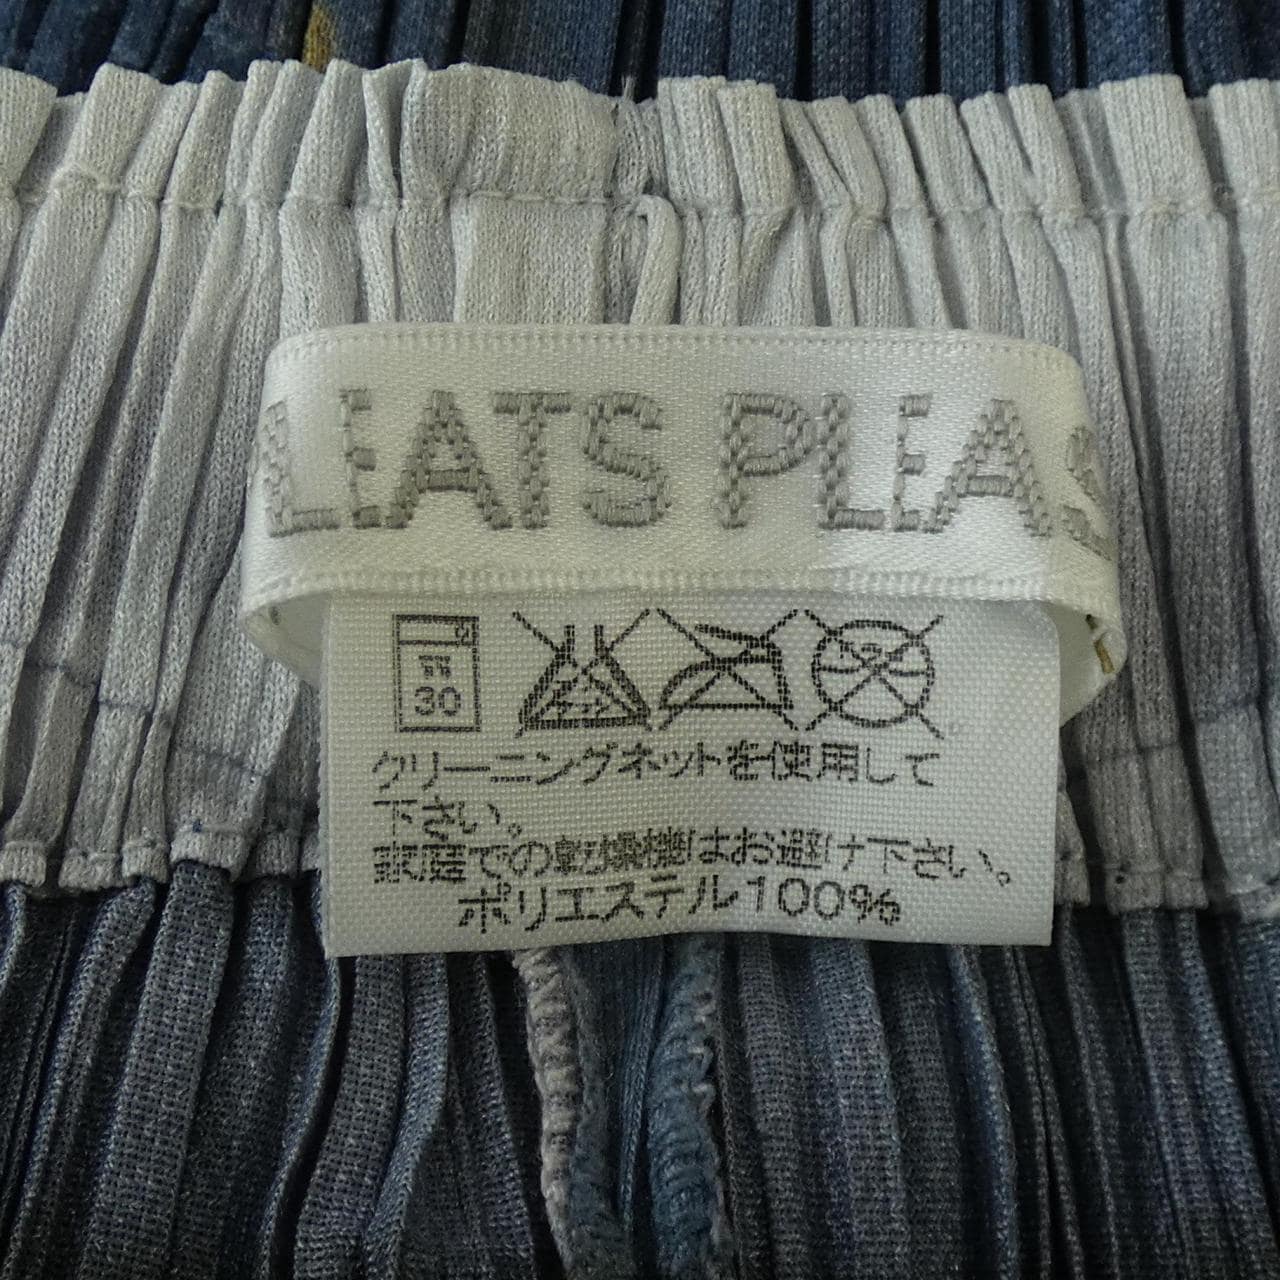 PLEATS PLEAS
30
クリーニングネットを使用して
下さい。
家庭での乾燥機はお避け下さい。
ポリエステル100%